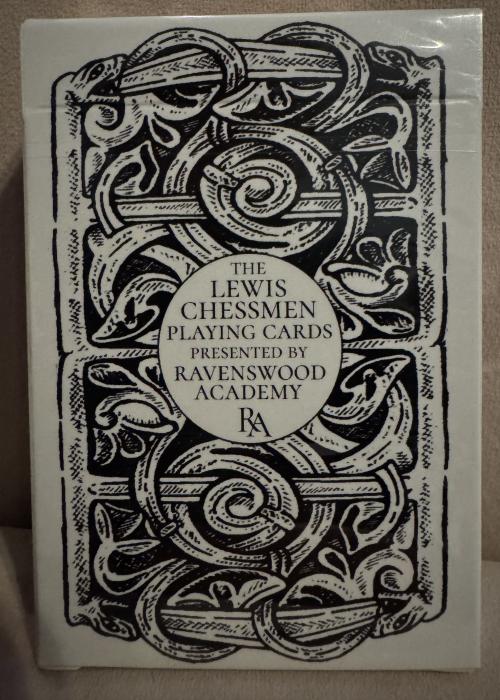 THE
LEWIS
CHESSMEN
PLAYING CARDS
PRESENTED BY
RAVENSWOOD
ACADEMY
RA